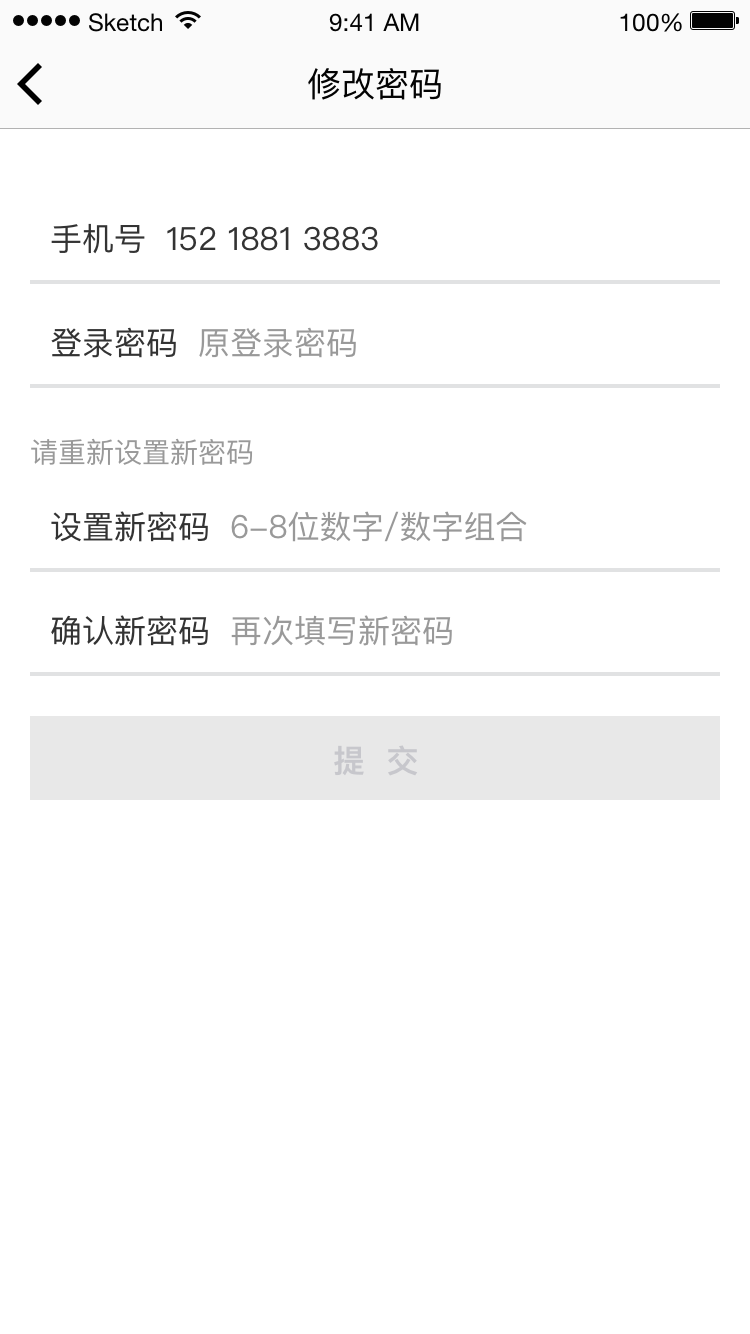 Sketch 9:41 AM 100%
修改密码
手机号 152 1881 3883
登录密码 原登录密码
请重新设置新密码
设置新密码 6-8位数字/数字组合
确认新密码 再次填写新密码
提 交